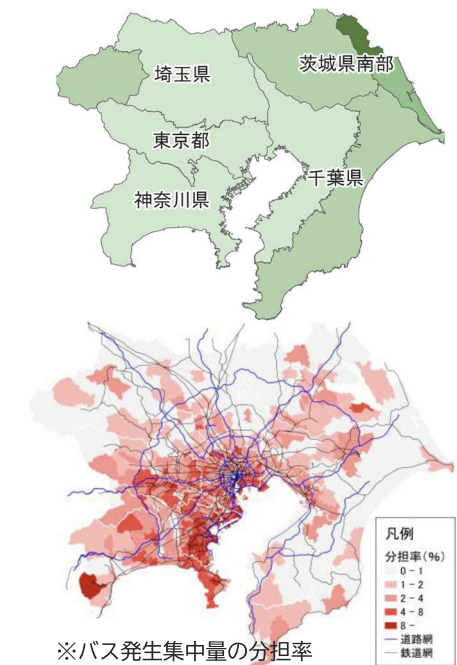 茨城県南部
埼玉県
東京都
千葉県
神奈川県
凡例
分担率(%)
0 - 1
1 - 2
2 - 4
4 - 8
8 -
道路網
鉄道網
※バス発生集中量の分担率